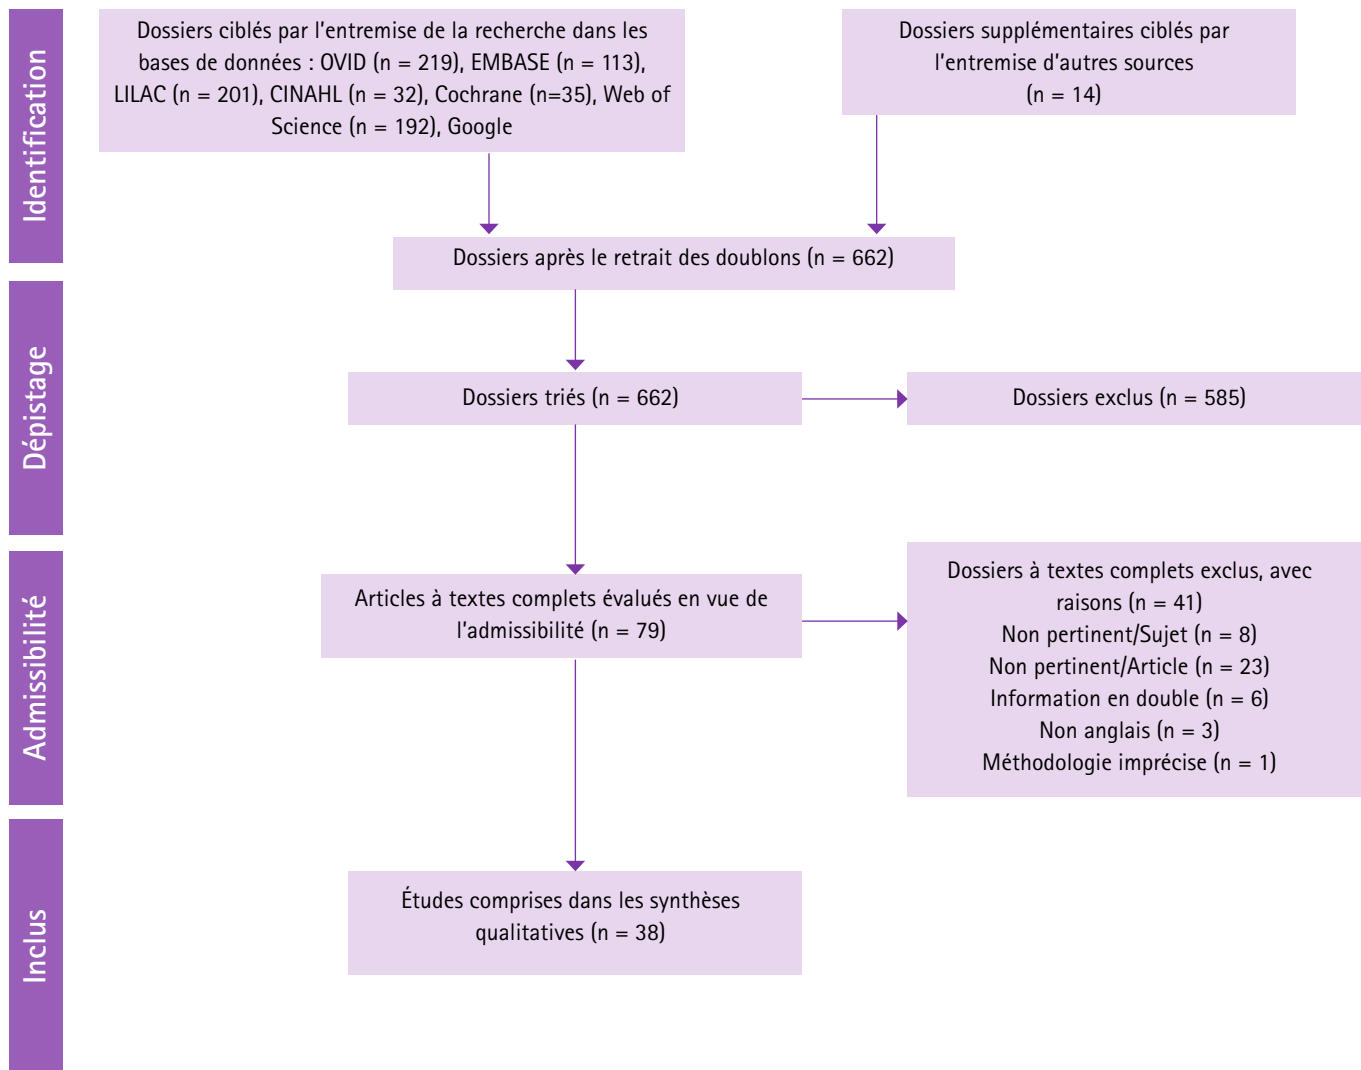 Identification
Dossiers ciblés par l'entremise de la recherche dans les
bases de données : OVID (n = 219), EMBASE (n = 113),
LILAC (n = 201), CINAHL (n = 32), Cochrane (n=35), Web of
Science (n = 192), Google
Dossiers supplémentaires ciblés par
l'entremise d'autres sources
(n = 14)
Dossiers après le retrait des doublons (n = 662)
Dépistage
Dossiers triés (n = 662)
Dossiers exclus (n = 585)
Admissibilité
Articles à textes complets évalués en vue de
l'admissibilité (n = 79)
Dossiers à textes complets exclus, avec
raisons (n = 41)
Non pertinent/Sujet (n = 8)
Non pertinent/Article (n = 23)
Information en double (n = 6)
Non anglais (n = 3)
Méthodologie imprécise (n = 1)
Inclus
Études comprises dans les synthèses
qualitatives (n = 38)